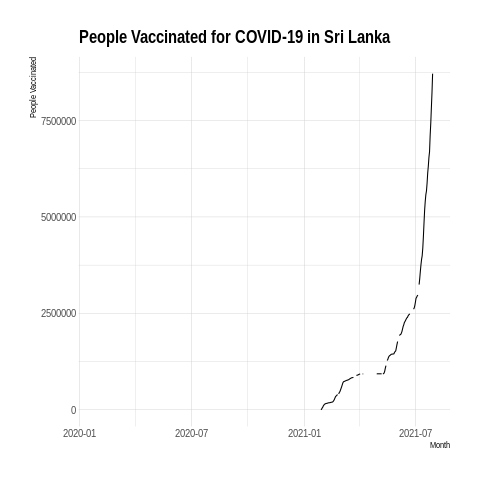 People Vaccinated for COVID-19 in Sri Lanka
People Vaccinated
7500000
5000000
2500000
0
2020-01 2020-07 2021-01 2021-07
Month